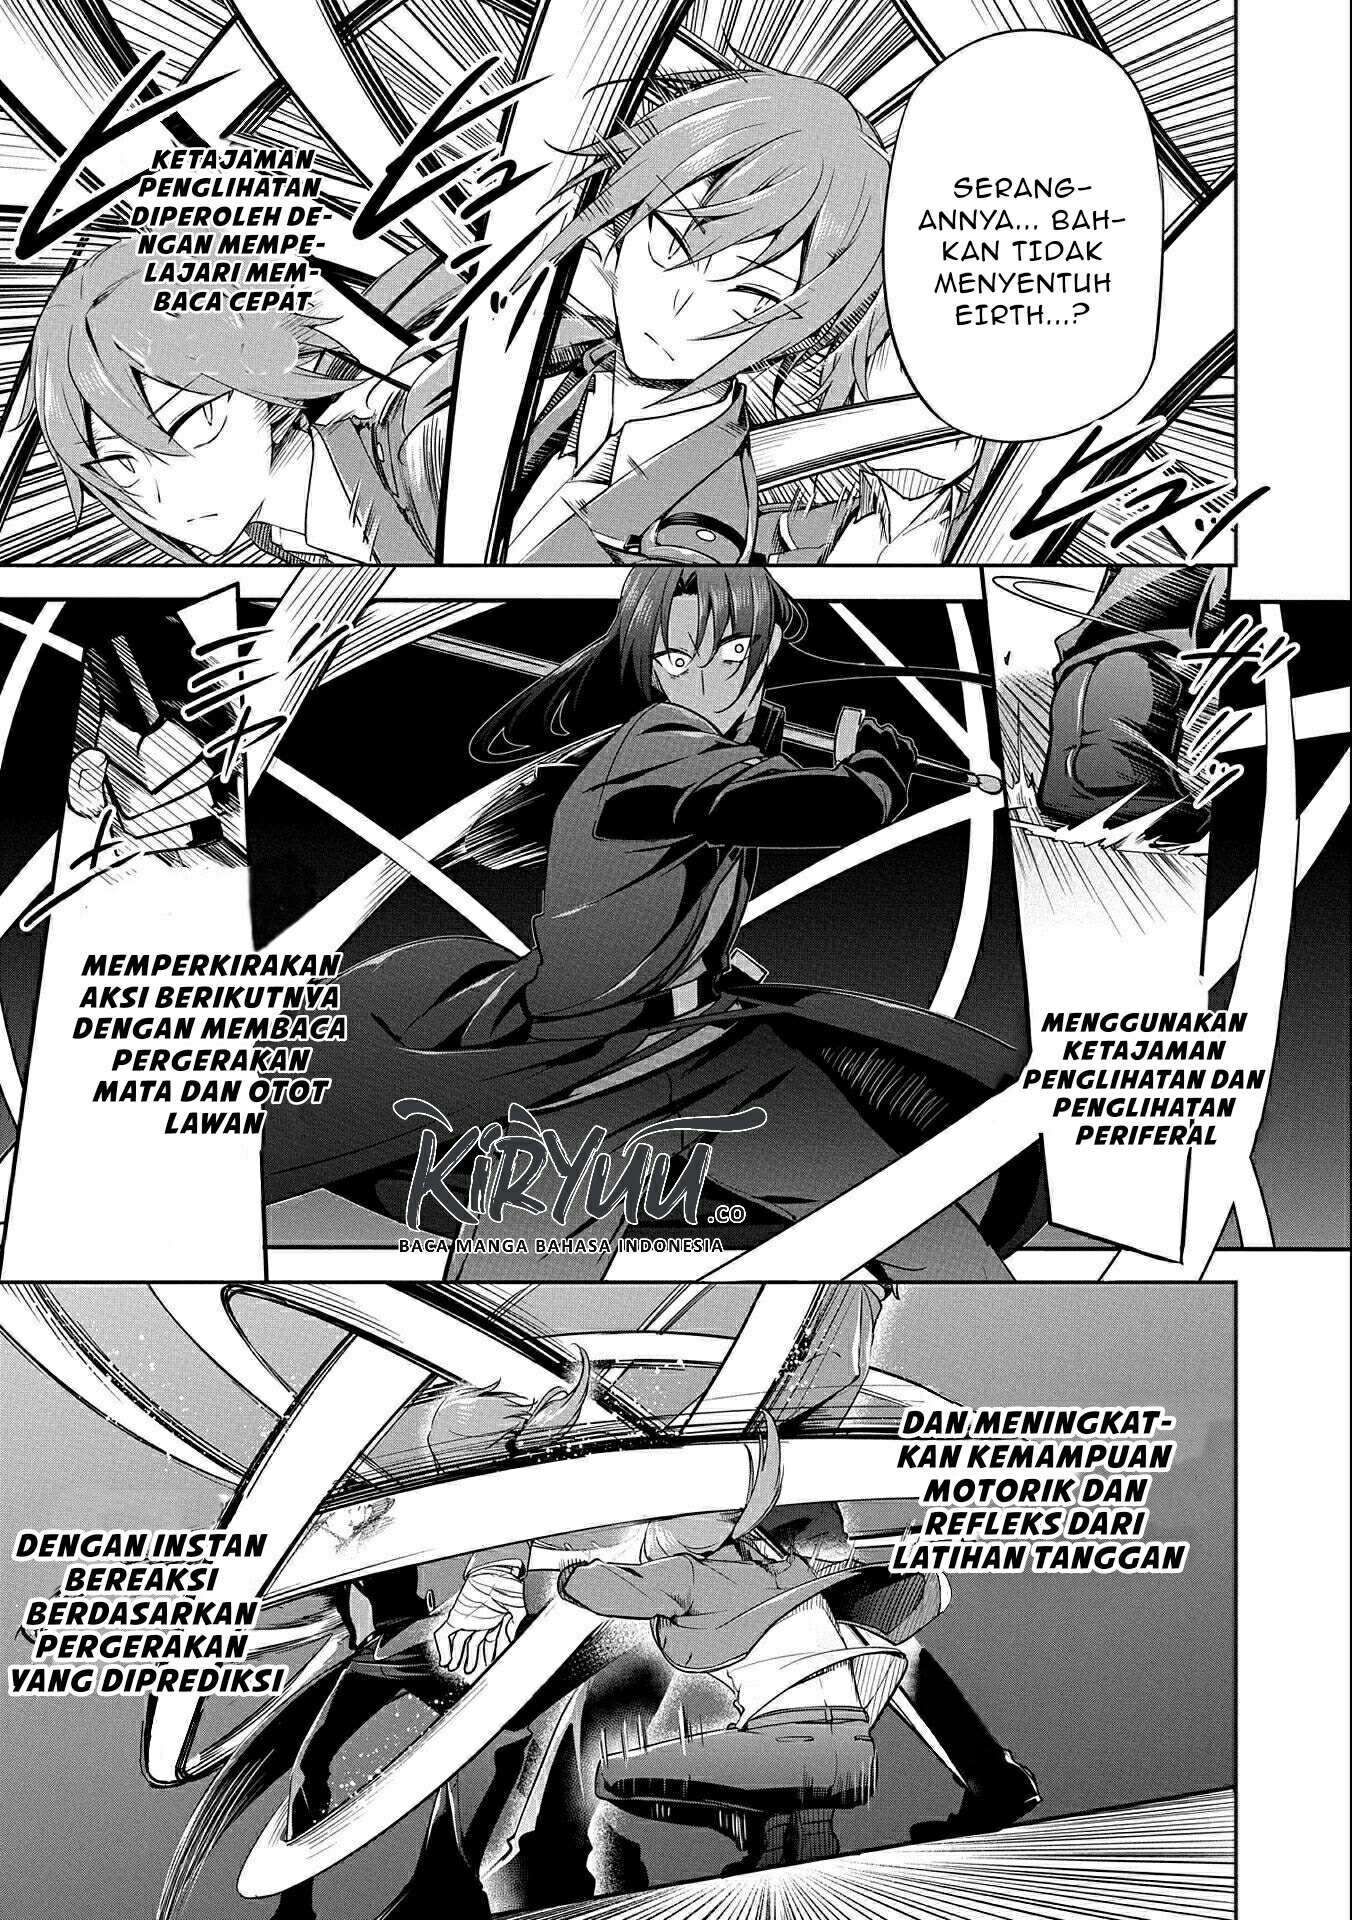 SERANG-
ANNYA... BAH-
KAN TIDAK
MENYENTUH
EIRTH...?
KETAJAMAN
PENGLIHATAN
DIPEROLEH DE-
NGAN MEMPE-
LAJARI MEM-
BACA CEPAT
MENGGUNAKAN
KETAJAMAN
PENGLIHATAN DAN
PENGLIHATAN
PERIFERAL
MEMPERKIRAKAN
AKSI BERIKUTNYA
DENGAN MEMBACA
PERGERAKAN
MATA DAN OTOT
LAWAN
KIRYUU.CO
BACA MANGA BAHASA INDONESIA
DAN MENINGKAT-
KAN KEMAMPUAN
MOTORIK DAN
REFLEKS DARI
LATIHAN TANGGAN
DENGAN INSTAN
BEREAKSI
BERDASARKAN
PERGERAKAN
YANG DIPREDIKSI